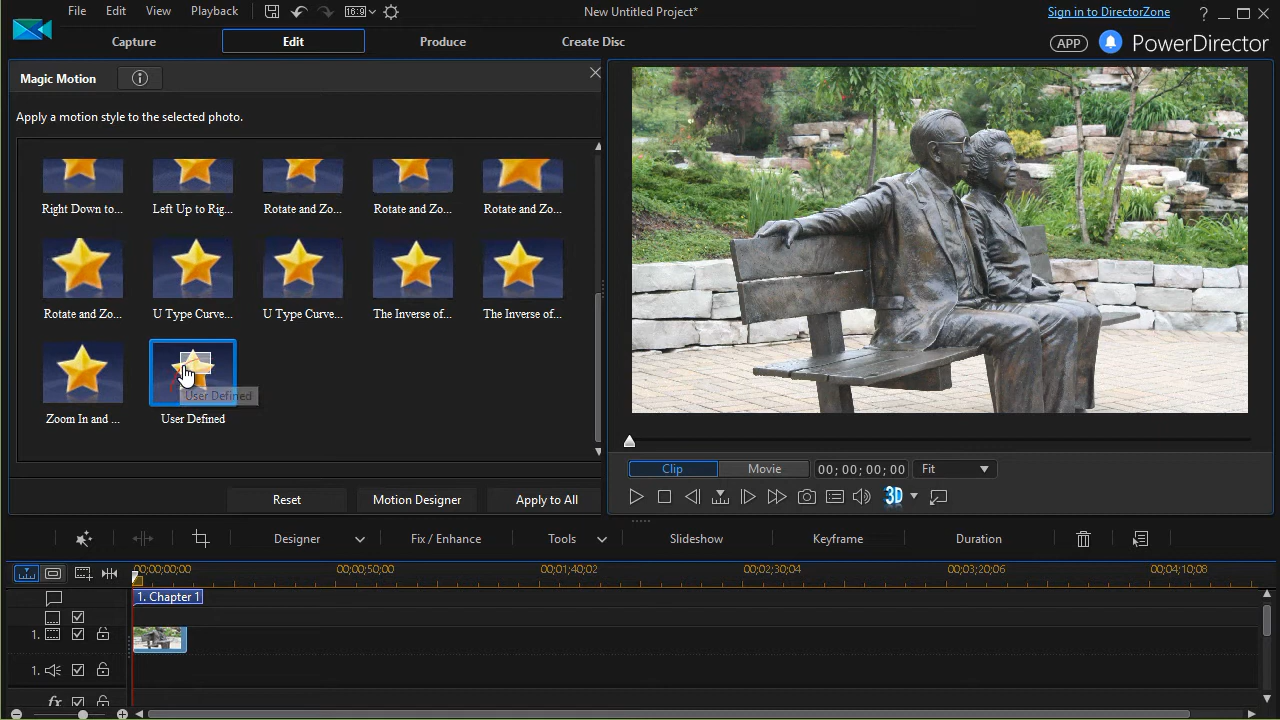 File Edit View Playback 16:9 New Untitled Project* Sign in to DirectorZone ?
Capture Edit Produce Create Disc APP PowerDirector
Magic Motion
Apply a motion style to the selected photo.
Right Down to... Left Up to Rig... Rotate and Zo... Rotate and Zo... Rotate and Zo...
Rotate and Zo... U Type Curve... U Type Curve... The Inverse of... The Inverse of...
User Defined
Zoom In and ... User Defined
Clip Movie 00; 00; 00; 00 Fit
3D
Reset Motion Designer Apply to All
Designer Fix / Enhance Tools Slideshow Keyframe Duration
00;00;00;00 00;00;50;00 00;01;40;02 00;02;30;04 00;03;20;06 00;04;10;08
1. Chapter 1
1.
1.
fx